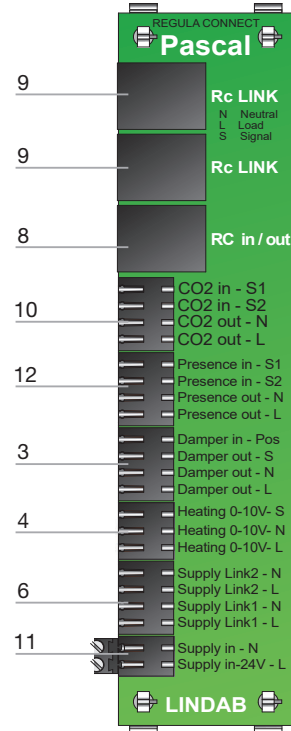 REGULA CONNECT
Pascal
9
Rc LINK
N Neutral
L Load
S Signal
9
Rc LINK
8
RC in / out
10
CO2 in - S1
CO2 in - S2
CO2 out - N
CO2 out - L
12
Presence in - S1
Presence in - S2
Presence out - N
Presence out - L
3
Damper in - Pos
Damper out - S
Damper out - N
Damper out - L
4
Heating 0-10V- S
Heating 0-10V- N
Heating 0-10V- L
6
Supply Link2 - N
Supply Link2 - L
Supply Link1 - N
Supply Link1 - L
11
Supply in - N
Supply in-24V - L
LINDAB